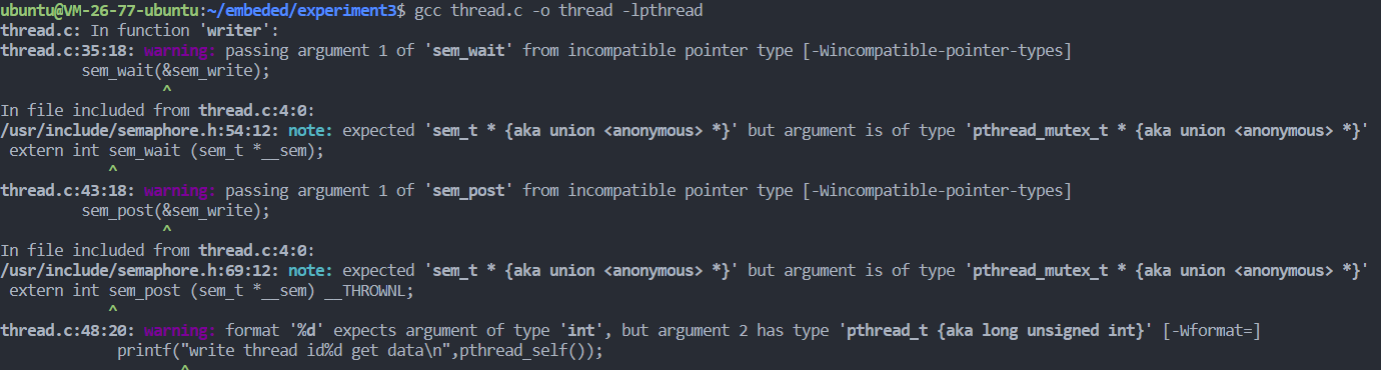 ubuntu@VM-26-77-ubuntu:~/embeded/experiment3$ gcc thread.c -o thread -lpthread
thread.c: In function 'writer':
thread.c:35:18: warning: passing argument 1 of 'sem_wait' from incompatible pointer type [-Wincompatible-pointer-types]
sem_wait(&sem_write);
^
In file included from thread.c:4:0:
/usr/include/semaphore.h:54:12: note: expected 'sem_t * {aka union <anonymous> *}' but argument is of type 'pthread_mutex_t * {aka union <anonymous> *}'
extern int sem_wait (sem_t *__sem);
^
thread.c:43:18: warning: passing argument 1 of 'sem_post' from incompatible pointer type [-Wincompatible-pointer-types]
sem_post(&sem_write);
^
In file included from thread.c:4:0:
/usr/include/semaphore.h:69:12: note: expected 'sem_t * {aka union <anonymous> *}' but argument is of type 'pthread_mutex_t * {aka union <anonymous> *}'
extern int sem_post (sem_t *__sem) __THROWNL;
^
thread.c:48:20: warning: format '%d' expects argument of type 'int', but argument 2 has type 'pthread_t {aka long unsigned int}' [-Wformat=]
printf("write thread id%d get data\n",pthread_self());
^